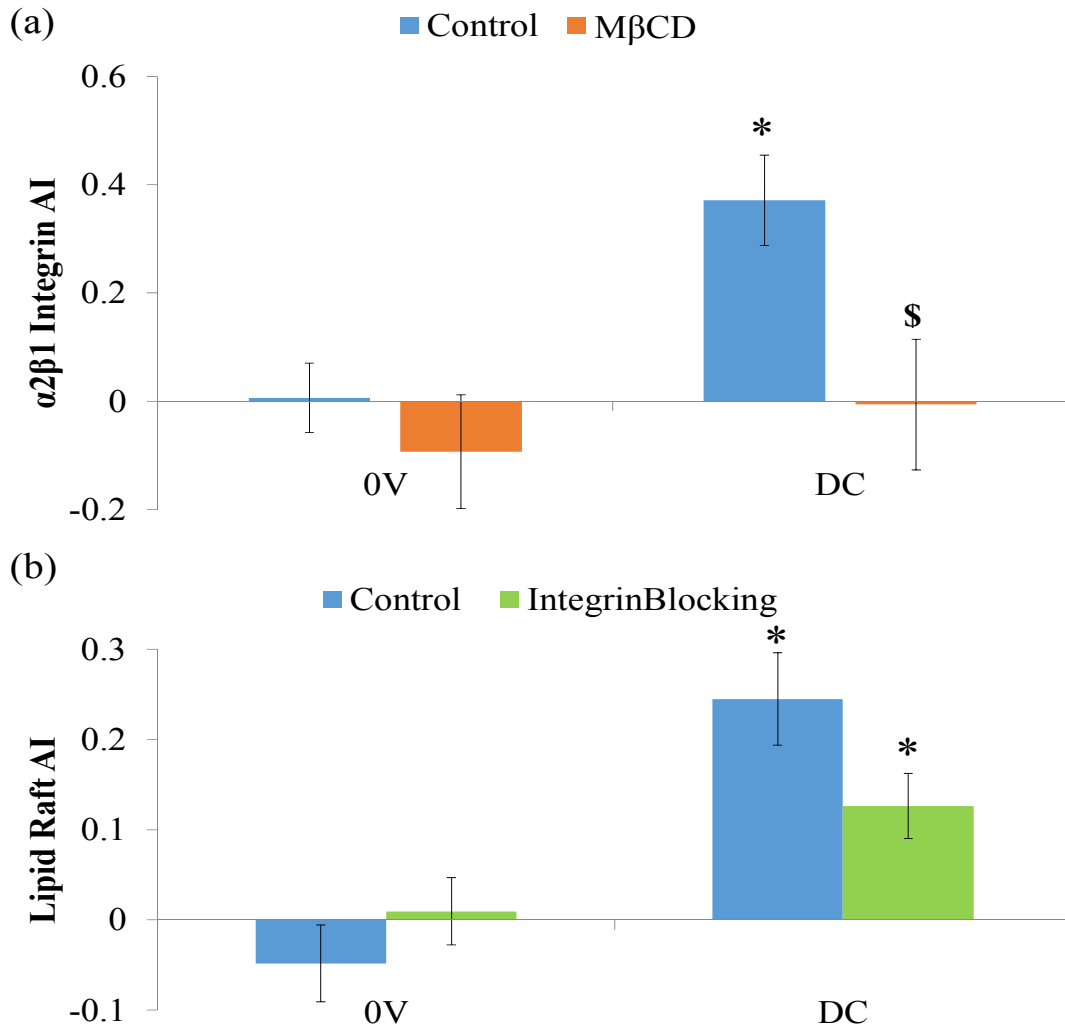 (a)
Control MβCD
0.6
*
0.4
α2β1 Integrin AI
0.2
$
0
0V DC
-0.2
(b)
Control IntegrinBlocking
*
0.3
*
0.2
Lipid Raft AI
0.1
0
0V DC
-0.1